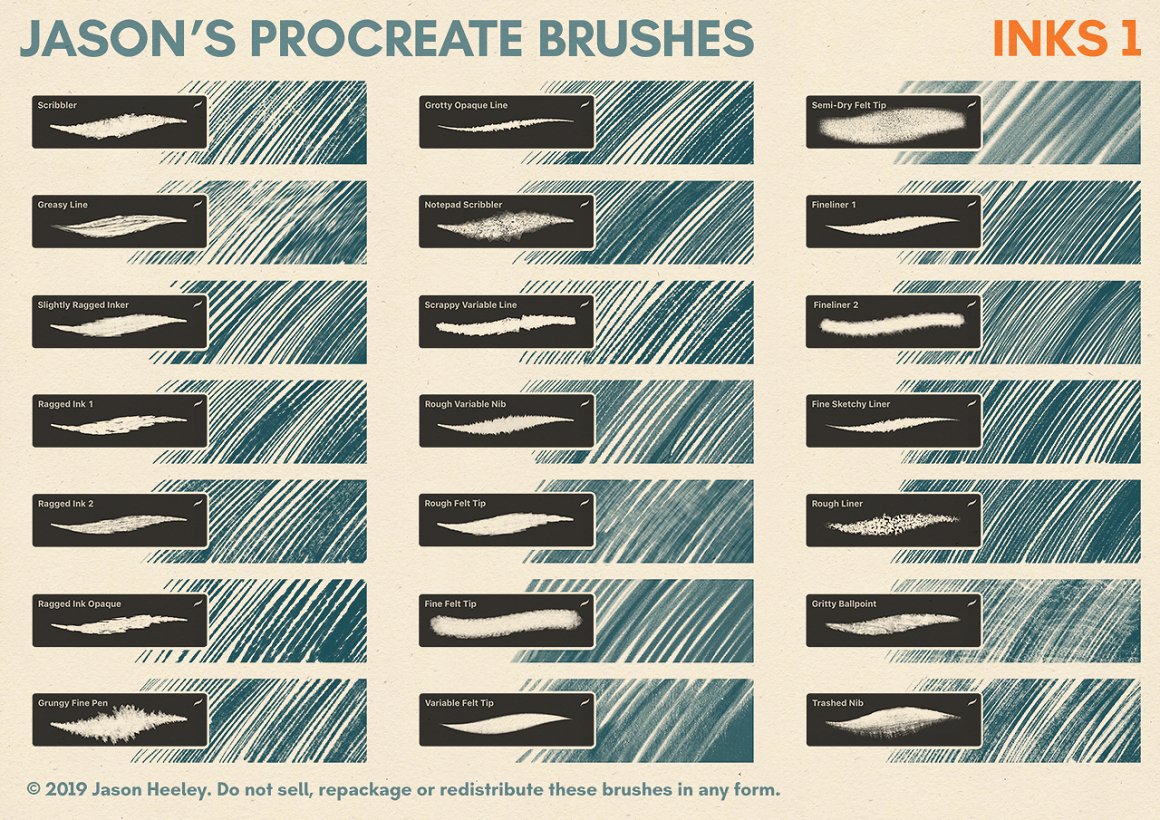 JASON'S PROCREATE BRUSHES
INKS 1
Scribbler
Grotty Opaque Line
Semi-Dry Felt Tip
Greasy Line
Notepad Scribbler
Fineliner 1
Slightly Ragged Inker
Scrappy Variable Line
Fineliner 2
Ragged Ink 1
Rough Variable Nib
Fine Sketchy Liner
Ragged Ink 2
Rough Felt Tip
Rough Liner
Ragged Ink Opaque
Fine Felt Tip
Gritty Ballpoint
Grungy Fine Pen
Variable Felt Tip
Trashed Nib
© 2019 Jason Heeley. Do not sell, repackage or redistribute these brushes in any form.